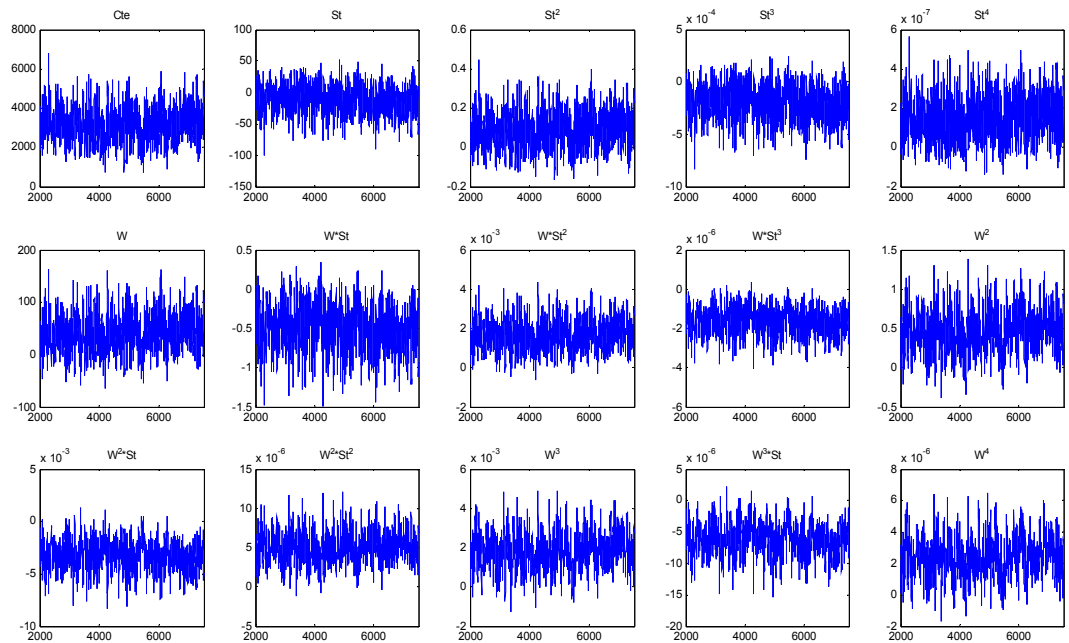 Cte St St² St³ St⁴
8000 100 0.6 5 x 10⁻⁴ 6 x 10⁻⁷
6000 50 0.4 0 4
4000 0 0.2 -5 2
2000 -50 0 -10 0
0 -100 -0.2 -2
-150
2000 4000 6000 2000 4000 6000 2000 4000 6000 2000 4000 6000 2000 4000 6000
W W*St W*St² W*St³ W²
200 0.5 6 x 10⁻³ 2 x 10⁻⁶ 1.5
100 0 4 0 1
0 -0.5 2 -2 0.5
-100 -1 0 -4 0
-1.5 -2 -6 -0.5
2000 4000 6000 2000 4000 6000 2000 4000 6000 2000 4000 6000 2000 4000 6000
W²*St W²*St² W³ W³*St W⁴
5 x 10⁻³ 15 x 10⁻⁶ 6 x 10⁻³ 5 x 10⁻⁶ 8 x 10⁻⁶
0 10 4 0 6
-5 5 2 -5 4
-10 0 0 -10 2
-5 -2 -15 0
-20 -2
2000 4000 6000 2000 4000 6000 2000 4000 6000 2000 4000 6000 2000 4000 6000